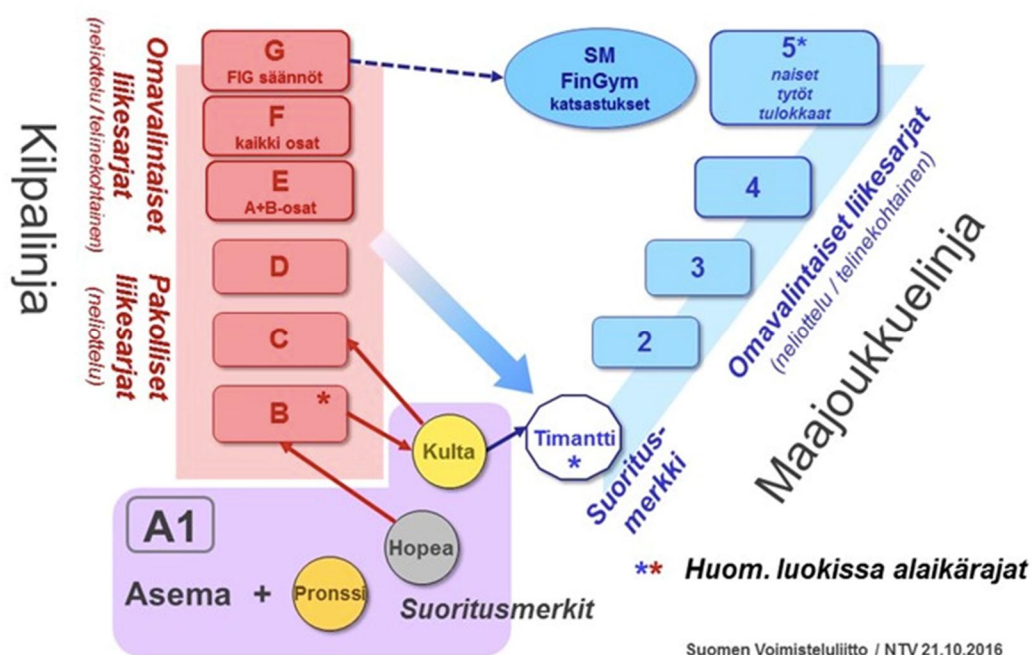 Kilpalinja
Omavalintaiset
liikesarjat
(neliottelu / telinekohtainen)
Pakolliset
liikesarjat
(neliottelu)
G
FIG säännöt
F
kaikki osat
E
A+B-osat
D
C
B *
SM
FinGym
katsastukset
5*
naiset
tytöt
tulokkaat
4
3
2
Omavalintaiset liikesarjat
(neliottelu / telinekohtainen)
Maajoukkuelinja
Timantti
*
Suoritus-
merkki
Kulta
Hopea
A1
Asema + Pronssi
Suoritusmerkit
** Huom. luokissa alaikärajat
Suomen Voimisteluliitto / NTV 21.10.2016